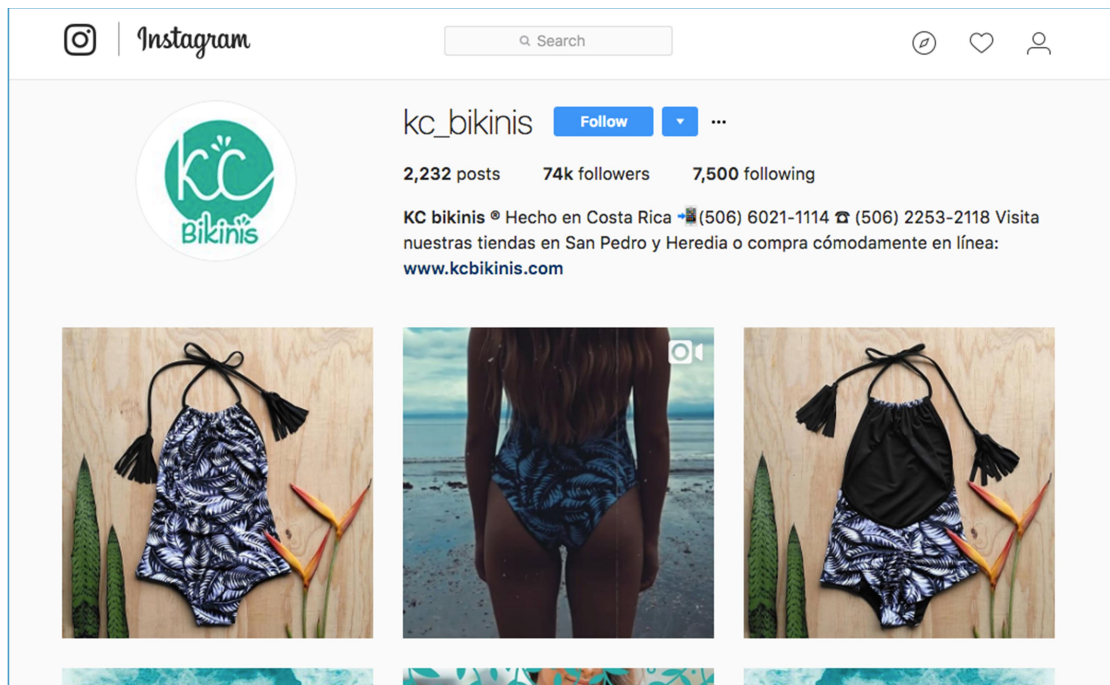 Instagram
Search
kc Bikinis
kc_bikinis Follow
2,232 posts 74k followers 7,500 following
KC bikinis ® Hecho en Costa Rica 📲(506) 6021-1114 ☎ (506) 2253-2118 Visita
nuestras tiendas en San Pedro y Heredia o compra cómodamente en línea:
www.kcbikinis.com